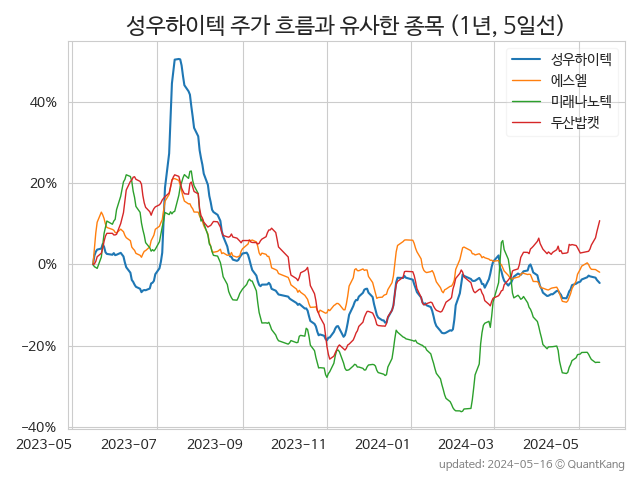 성우하이텍 주가 흐름과 유사한 종목 (1년, 5일선)
성우하이텍
에스엘
미래나노텍
두산밥캣
40%
20%
0%
−20%
−40%
2023-05 2023-07 2023-09 2023-11 2024-01 2024-03 2024-05
updated: 2024-05-16 © QuantKang